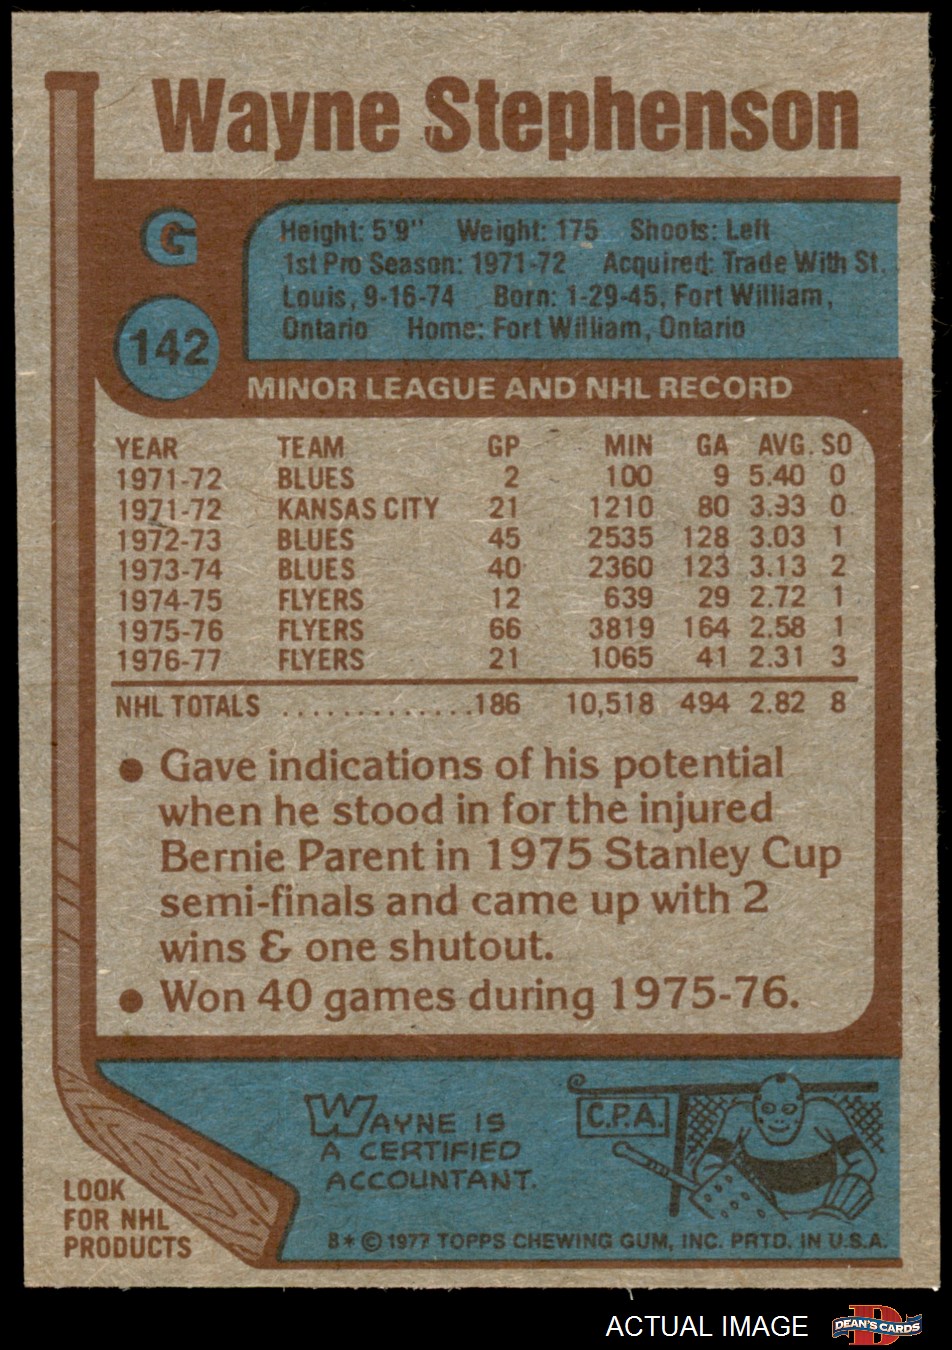 Wayne Stephenson
G
142
Height: 5'9" Weight: 175 Shoots: Left
1st Pro Season: 1971-72 Acquired: Trade With St.
Louis, 9-16-74 Born: 1-29-45, Fort William,
Ontario Home: Fort William, Ontario
MINOR LEAGUE AND NHL RECORD
YEAR TEAM GP MIN GA AVG. SO
1971-72 BLUES 2 100 9 5.40 0
1971-72 KANSAS CITY 21 1210 80 3.93 0
1972-73 BLUES 45 2535 128 3.03 1
1973-74 BLUES 40 2360 123 3.13 2
1974-75 FLYERS 12 639 29 2.72 1
1975-76 FLYERS 66 3819 164 2.58 1
1976-77 FLYERS 21 1065 41 2.31 3
NHL TOTALS .............186 10,518 494 2.82 8
● Gave indications of his potential
when he stood in for the injured
Bernie Parent in 1975 Stanley Cup
semi-finals and came up with 2
wins & one shutout.
● Won 40 games during 1975-76.
WAYNE IS
A CERTIFIED
ACCOUNTANT.
C.P.A.
LOOK
FOR NHL
PRODUCTS
B* © 1977 TOPPS CHEWING GUM, INC. PRTD. IN U.S.A.
ACTUAL IMAGE
D
DEAN'S CARDS